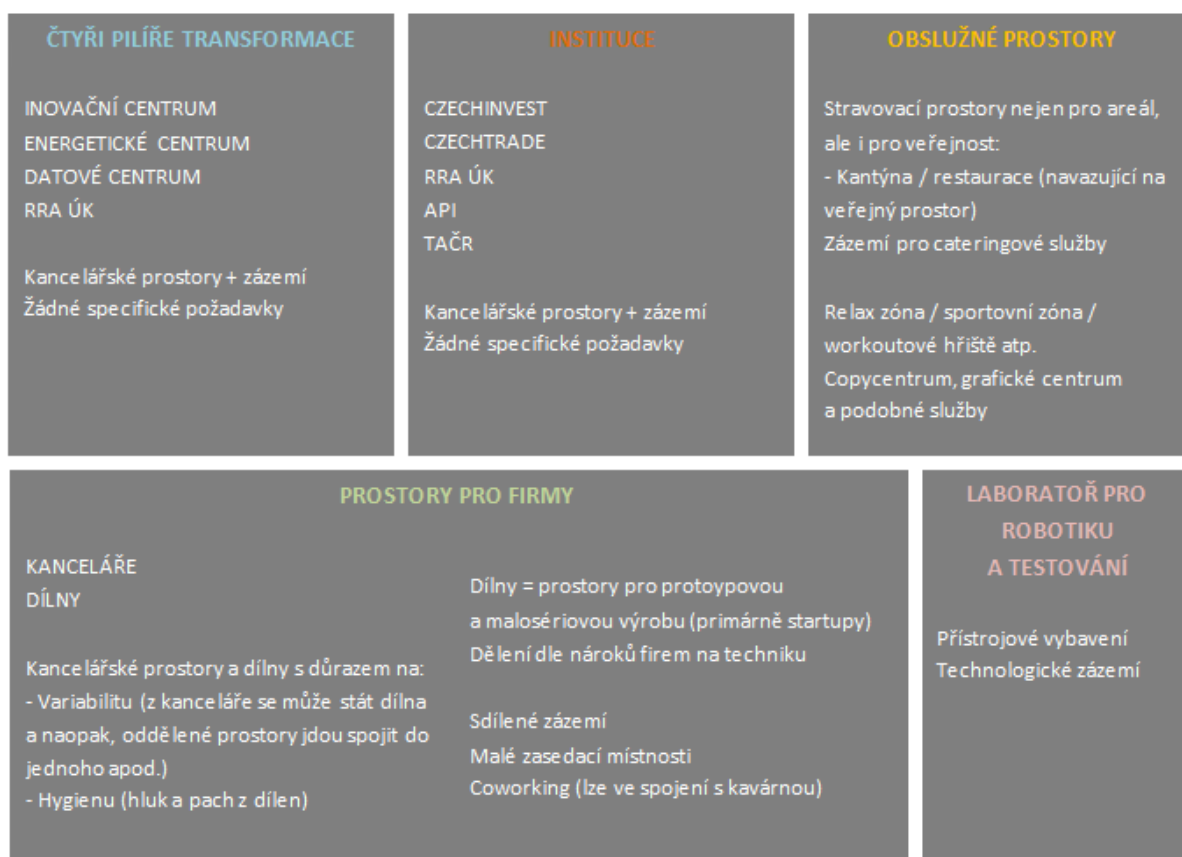 ČTYŘI PILÍŘE TRANSFORMACE
INOVAČNÍ CENTRUM
ENERGETICKÉ CENTRUM
DATOVÉ CENTRUM
RRA ÚK
Kancelářské prostory + zázemí
Žádné specifické požadavky
INSTITUCE
CZECHINVEST
CZECHTRADE
RRA ÚK
API
TAČR
Kancelářské prostory + zázemí
Žádné specifické požadavky
OBSLUŽNÉ PROSTORY
Stravovací prostory nejen pro areál,
ale i pro veřejnost:
- Kantýna / restaurace (navazující na
veřejný prostor)
Zázemí pro cateringové služby
Relax zóna / sportovní zóna /
workoutové hřiště atp.
Copycentrum, grafické centrum
a podobné služby
PROSTORY PRO FIRMY
KANCELÁŘE
DÍLNY
Kancelářské prostory a dílny s důrazem na:
- Variabilitu (z kanceláře se může stát dílna
a naopak, oddělené prostory jdou spojit do
jednoho apod.)
- Hygienu (hluk a pach z dílen)
Dílny = prostory pro protoypovou
a malosériovou výrobu (primárně startupy)
Dělení dle nároků firem na techniku
Sdílené zázemí
Malé zasedací místnosti
Coworking (lze ve spojení s kavárnou)
LABORATOŘ PRO
ROBOTIKU
A TESTOVÁNÍ
Přístrojové vybavení
Technologické zázemí